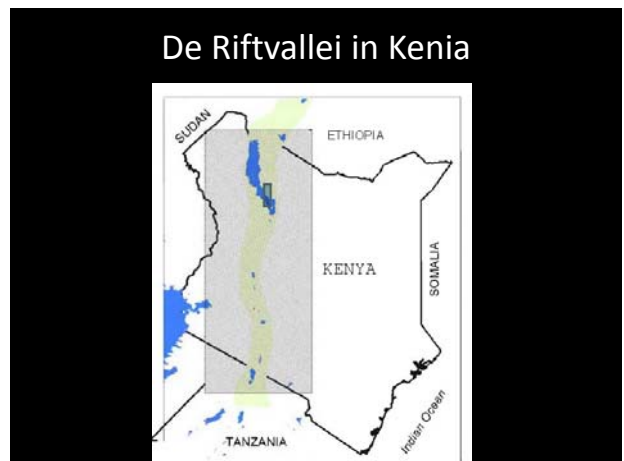 De Riftvallei in Kenia
SUDAN
ETHIOPIA
KENYA
SOMALIA
Indian Ocean
TANZANIA